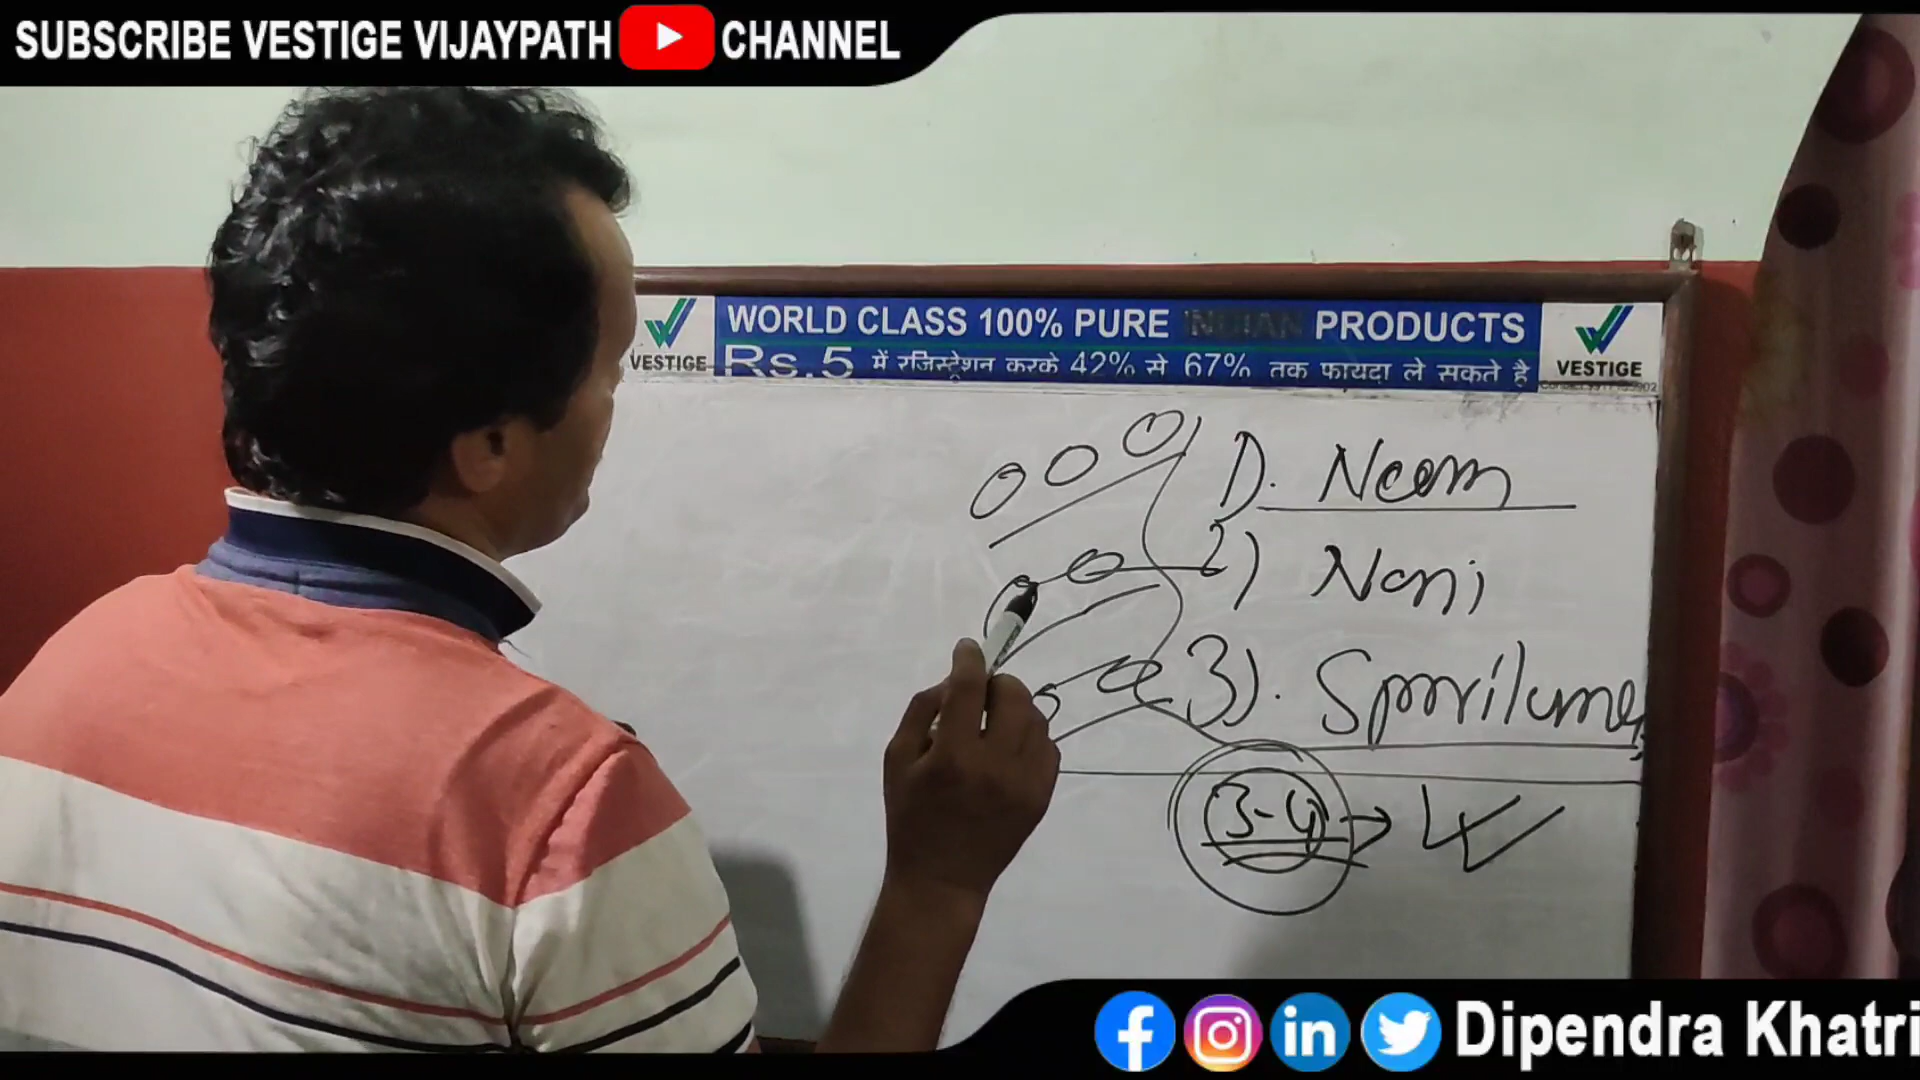 SUBSCRIBE VESTIGE VIJAYPATH CHANNEL
WORLD CLASS 100% PURE INDIAN PRODUCTS
VESTIGE Rs.5 में रजिस्ट्रेशन करके 42% से 67% तक फायदा ले सकते है VESTIGE
1). Neem
2) Noni
3).
3-4 →
Dipendra Khatri